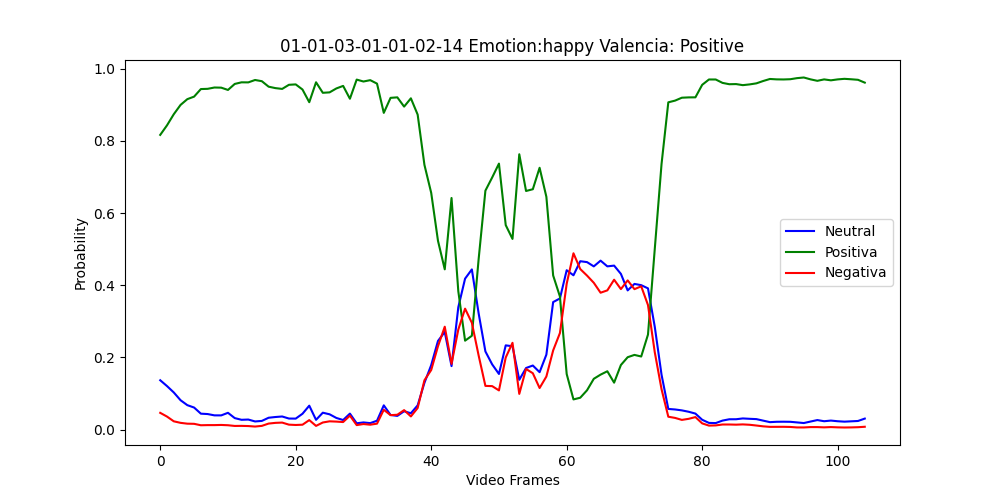 01-01-03-01-01-02-14 Emotion:happy Valencia: Positive
1.0
0.8
0.6
0.4
0.2
0.0
Probability
Neutral
Positiva
Negativa
0 20 40 60 80 100
Video Frames